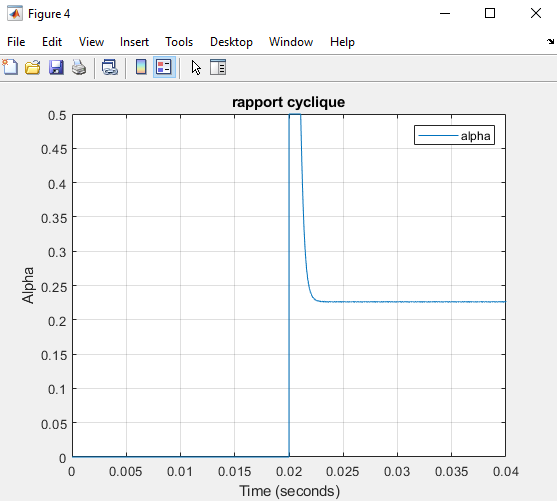 Figure 4
File Edit View Insert Tools Desktop Window Help
rapport cyclique
alpha
0.5
0.45
0.4
0.35
0.3
0.25
0.2
0.15
0.1
0.05
0
Alpha
0 0.005 0.01 0.015 0.02 0.025 0.03 0.035 0.04
Time (seconds)